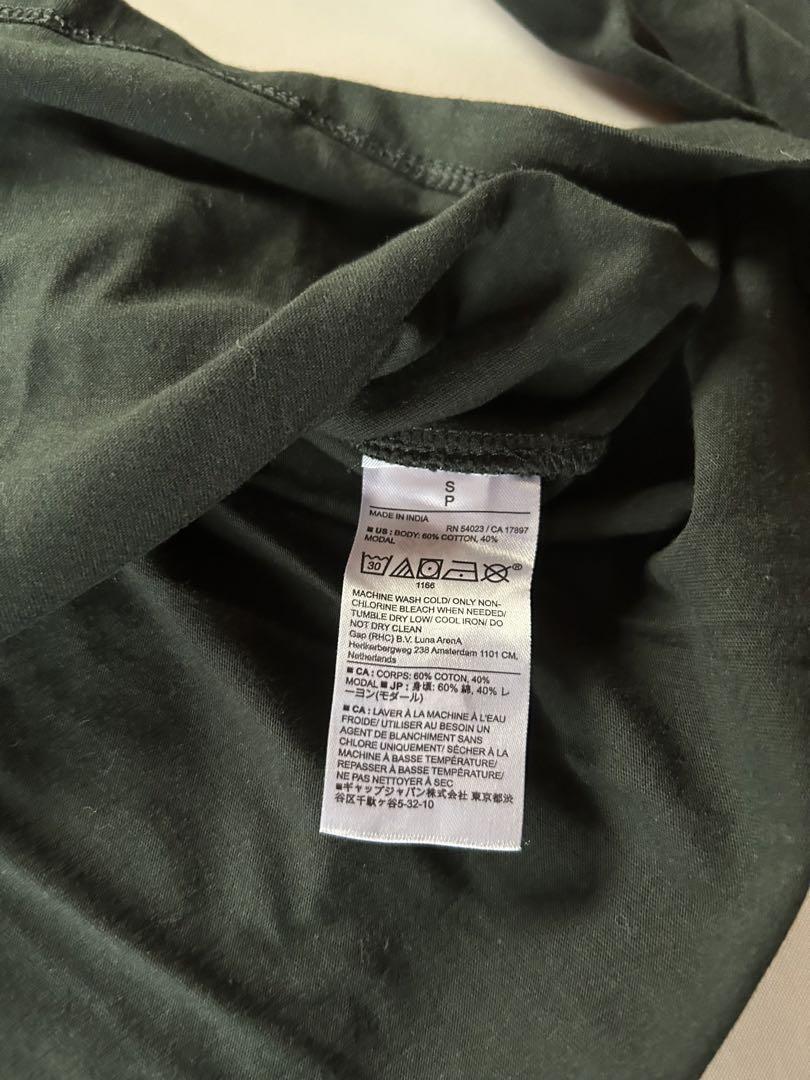 S
P
MADE IN INDIA RN 54023 / CA 17897
■ US : BODY: 60% COTTON, 40%
MODAL
30
1166
MACHINE WASH COLD/ ONLY NON-
CHLORINE BLEACH WHEN NEEDED/
TUMBLE DRY LOW/ COOL IRON/ DO
NOT DRY CLEAN
Gap (RHC) B.V. Luna ArenA
Herikerbergweg 238 Amsterdam 1101 CM,
Netherlands
■ CA : CORPS: 60% COTON, 40%
MODAL ■ JP : 身頃: 60% 綿, 40% レ
ーヨン(モダール)
■ CA : LAVER À LA MACHINE À L'EAU
FROIDE/ UTILISER AU BESOIN UN
AGENT DE BLANCHIMENT SANS
CHLORE UNIQUEMENT/ SÉCHER À LA
MACHINE À BASSE TEMPÉRATURE/
REPASSER À BASSE TEMPÉRATURE/
NE PAS NETTOYER À SEC
■ギャップジャパン株式会社 東京都渋
谷区千駄ヶ谷5-32-10